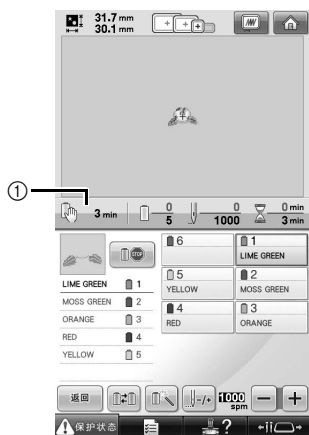 31.7 mm
30.1 mm
①
3 min
0
5
0
1000
0 min
3 min
6
1
LIME GREEN
5
YELLOW
2
MOSS GREEN
4
RED
3
ORANGE
STOP
LIME GREEN 1
MOSS GREEN 2
ORANGE 3
RED 4
YELLOW 5
返回
-/+
1000
spm
- +
保护状态
?